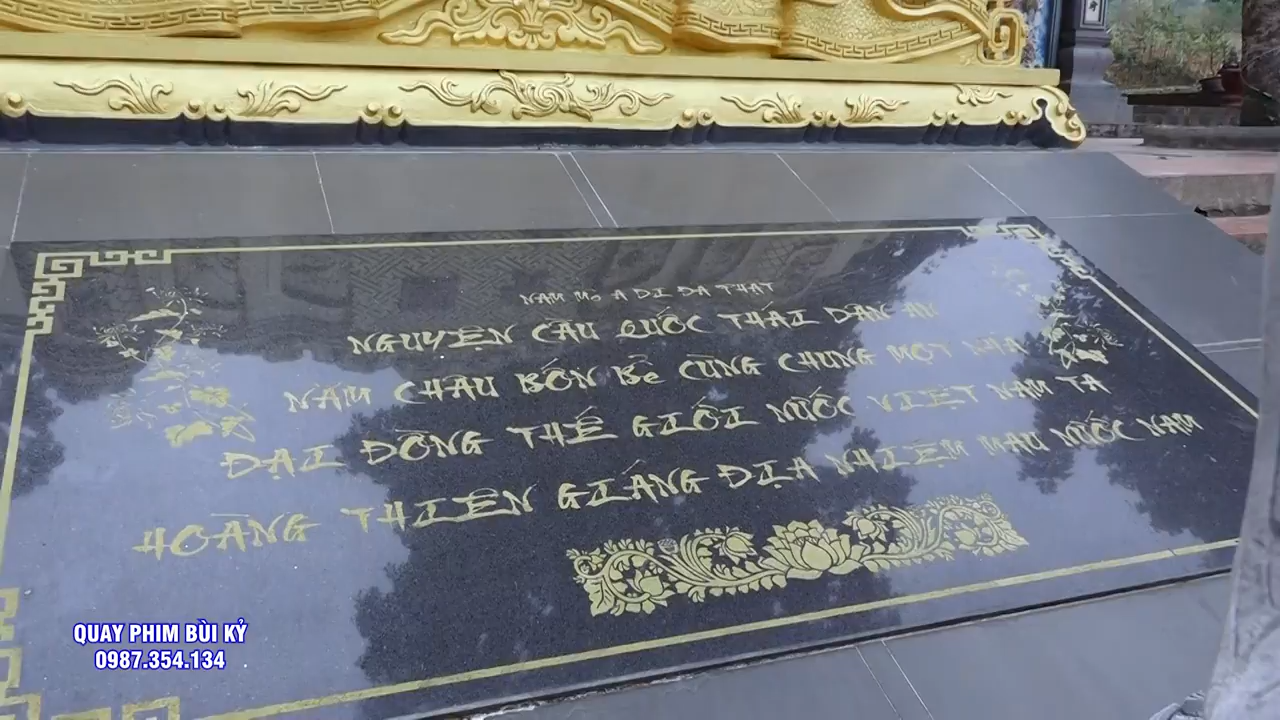 NAM MÔ A DI ĐÀ PHẬT
NGUYỆN CẦU QUỐC THÁI DÂN AN
NĂM CHÂU BỐN BỂ CÙNG CHUNG MỘT NHÀ
ĐẠI ĐỒNG THẾ GIỚI NƯỚC VIỆT NAM TA
HOÀNG THIÊN GIÁNG ĐỊA NHIỆM MẦU NƯỚC NAM
QUAY PHIM BÙI KỶ
0987.354.134